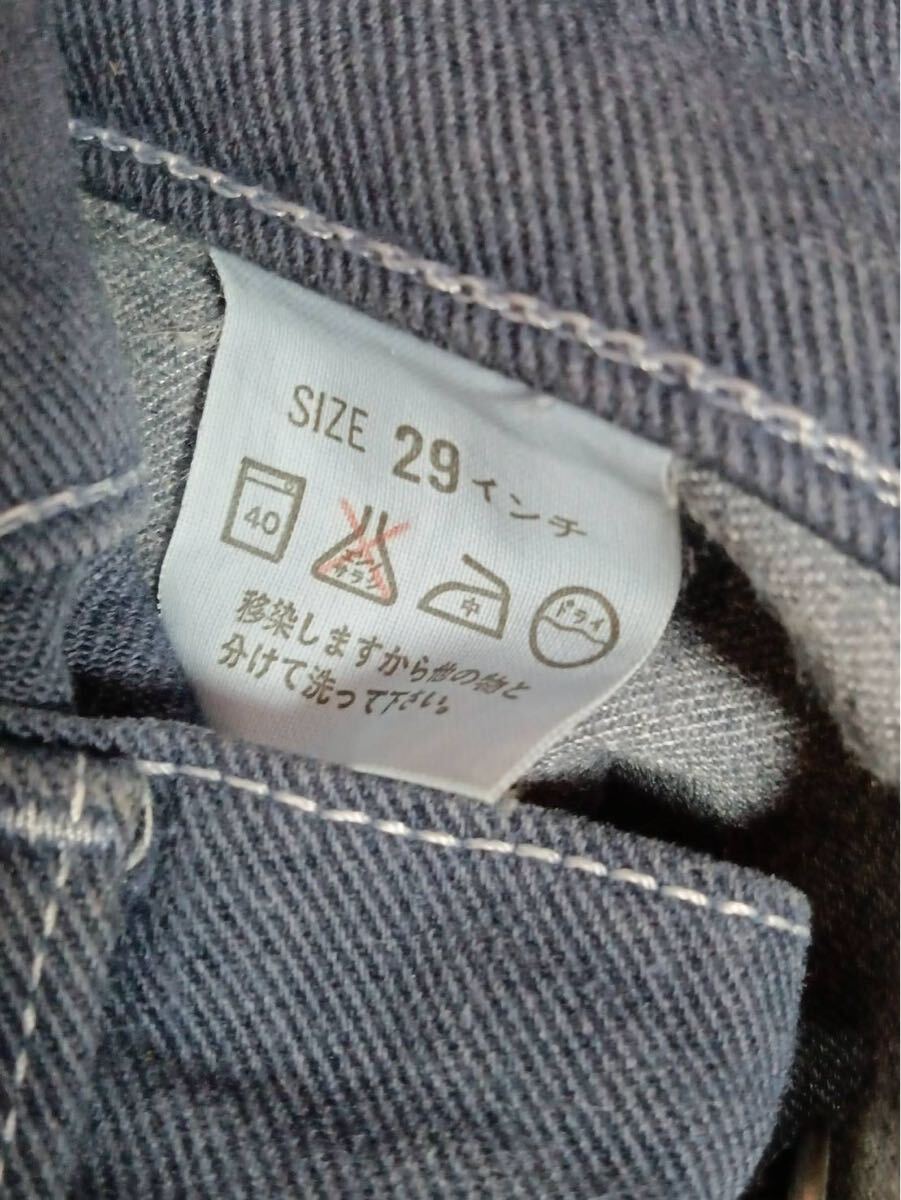 SIZE 29インチ
40 エンソ サラシ 中 ドライ
移染しますから他の物と
分けて洗って下さい。